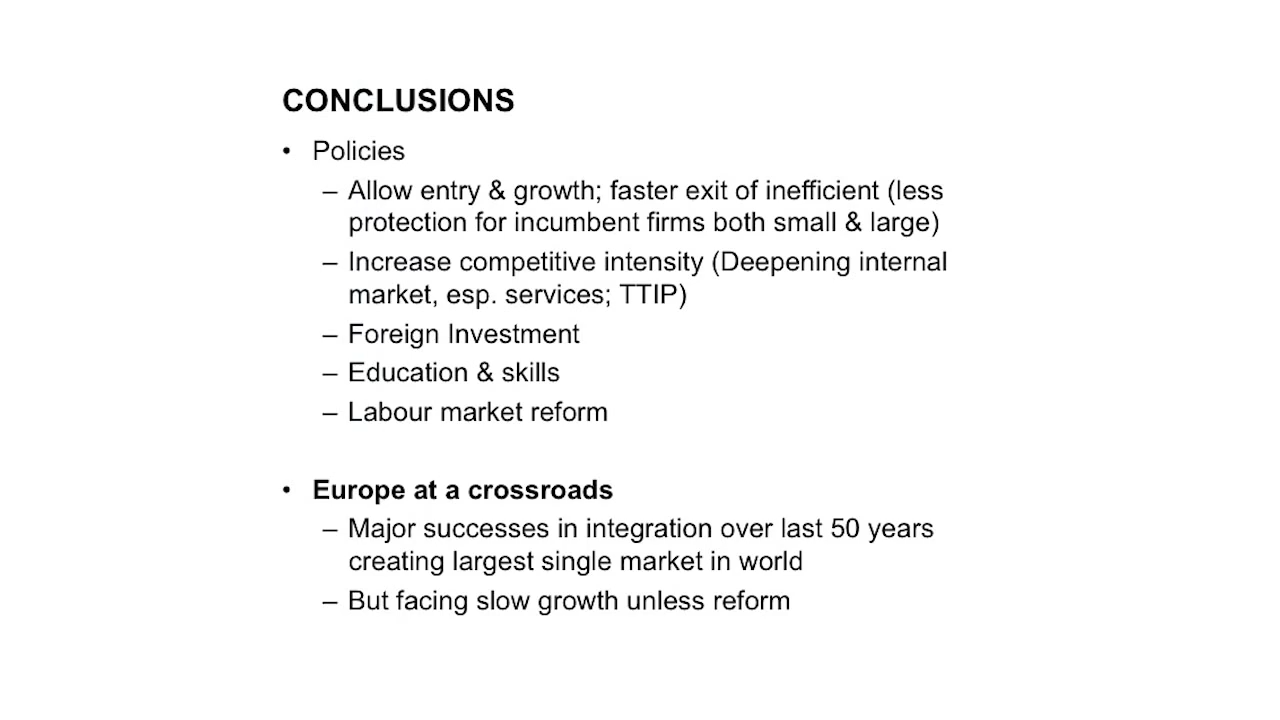 CONCLUSIONS
• Policies
– Allow entry & growth; faster exit of inefficient (less
protection for incumbent firms both small & large)
– Increase competitive intensity (Deepening internal
market, esp. services; TTIP)
– Foreign Investment
– Education & skills
– Labour market reform
• Europe at a crossroads
– Major successes in integration over last 50 years
creating largest single market in world
– But facing slow growth unless reform